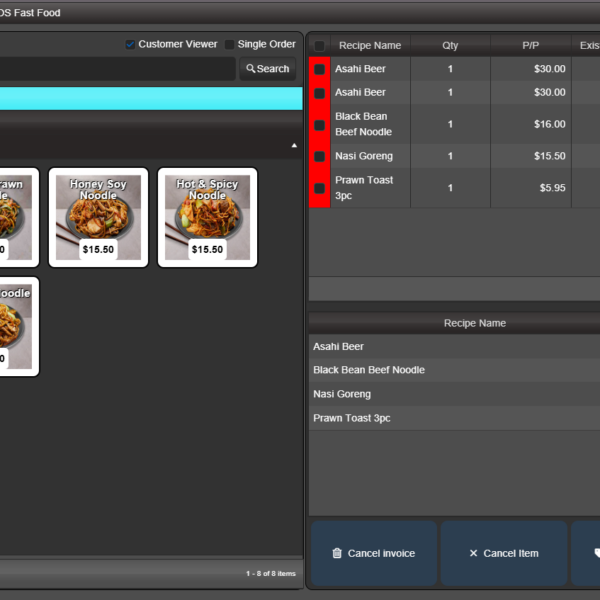 OS Fast Food
Customer Viewer Single Order
Search
Recipe Name Qty P/P Exis
Asahi Beer 1 $30.00
Asahi Beer 1 $30.00
Black Bean
Beef Noodle 1 $16.00
Nasi Goreng 1 $15.50
Prawn Toast
3pc 1 $5.95
rawn
le
0
Honey Soy
Noodle
$15.50
Hot & Spicy
Noodle
$15.50
oodle
0
1 - 8 of 8 items
Recipe Name
Asahi Beer
Black Bean Beef Noodle
Nasi Goreng
Prawn Toast 3pc
Cancel invoice
Cancel Item